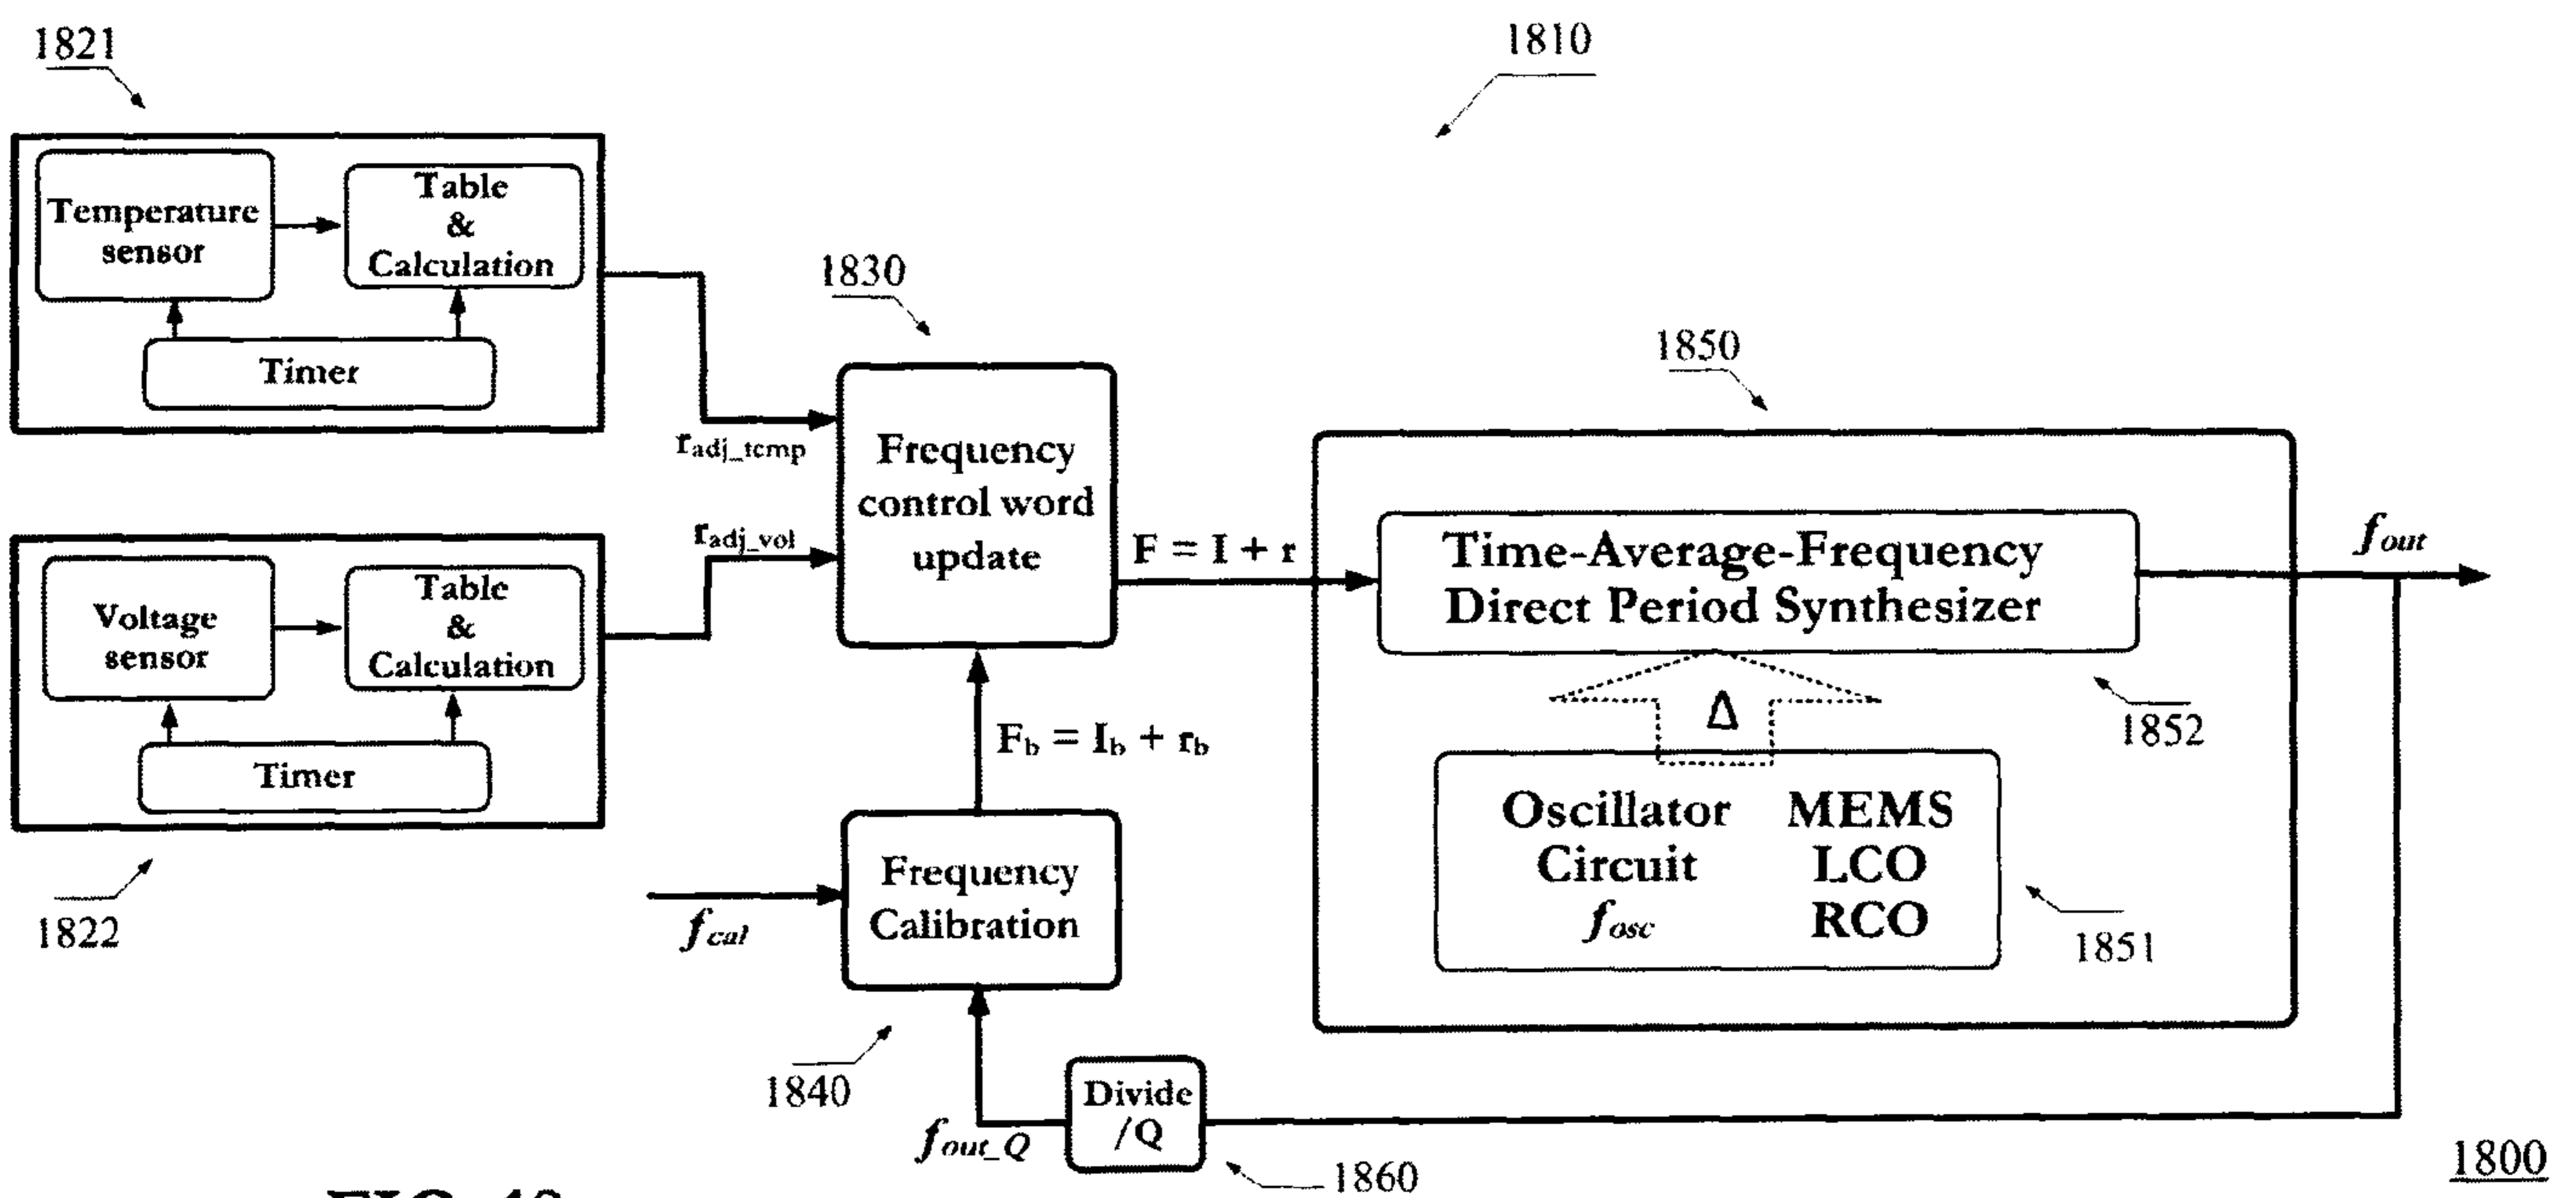 1821
1810
Temperature
sensor
Table
&
Calculation
Timer
1830
1850
r_adj_temp
Frequency
control word
update
r_adj_vol
F = I + r
Time-Average-Frequency
Direct Period Synthesizer
f_out
Voltage
sensor
Table
&
Calculation
Timer
1852
Δ
F_b = I_b + r_b
Oscillator
Circuit
f_osc
MEMS
LCO
RCO
1851
1822
f_cal
Frequency
Calibration
1840
Divide
/Q
f_out_Q
1860
1800